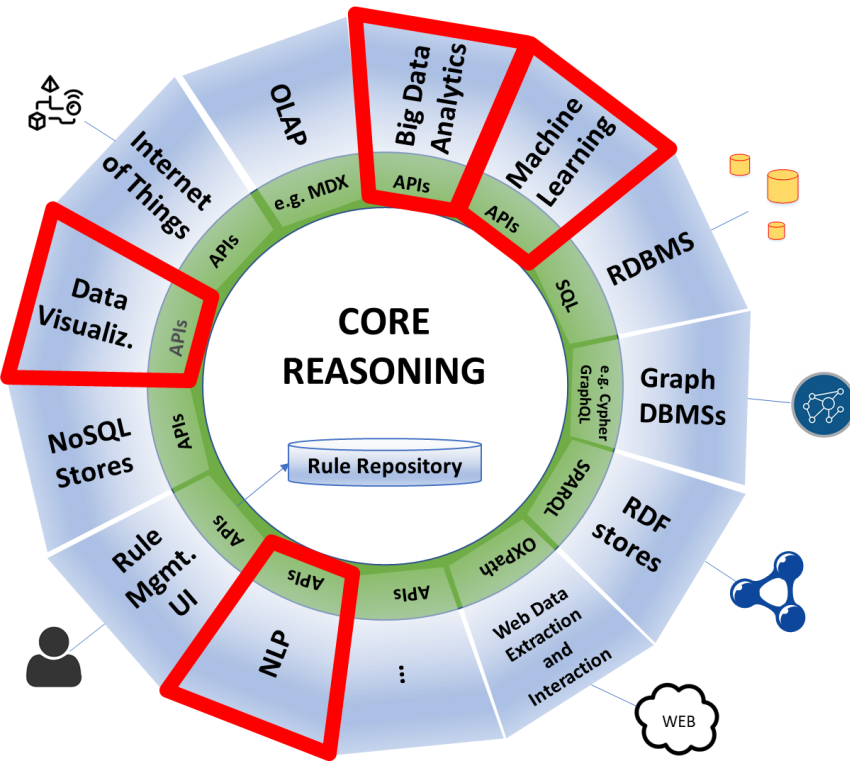 CORE
REASONING
Rule Repository
OLAP
e.g. MDX
Big Data
Analytics
APIs
Machine
Learning
APIs
RDBMS
SQL
Graph
DBMSs
e.g. Cypher
GraphQL
RDF
stores
SPARQL
Web Data
Extraction
and
Interaction
OXPath
WEB
...
APIs
NLP
APIs
Rule
Mgmt.
UI
APIs
NoSQL
Stores
APIs
Data
Visualiz.
APIs
Internet
of Things
APIs